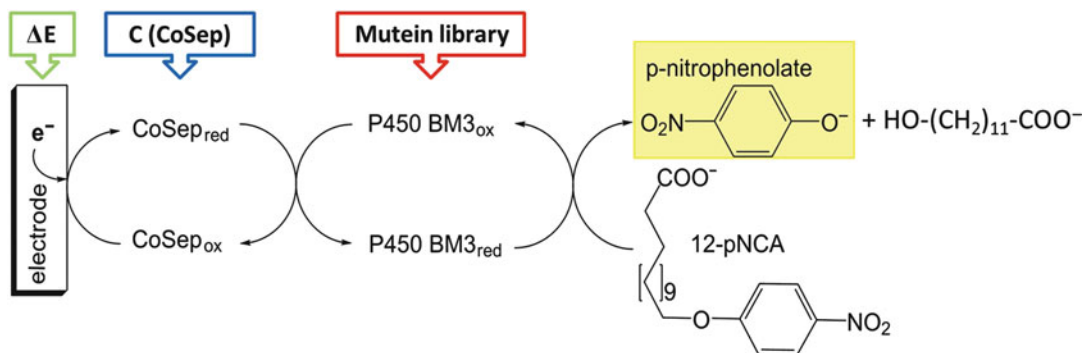 ΔE
C (CoSep)
Mutein library
p-nitrophenolate
O₂N
O⁻
+ HO-(CH₂)₁₁-COO⁻
e⁻
electrode
CoSep_red
P450 BM3_ox
COO⁻
CoSep_ox
P450 BM3_red
12-pNCA
9
O
NO₂